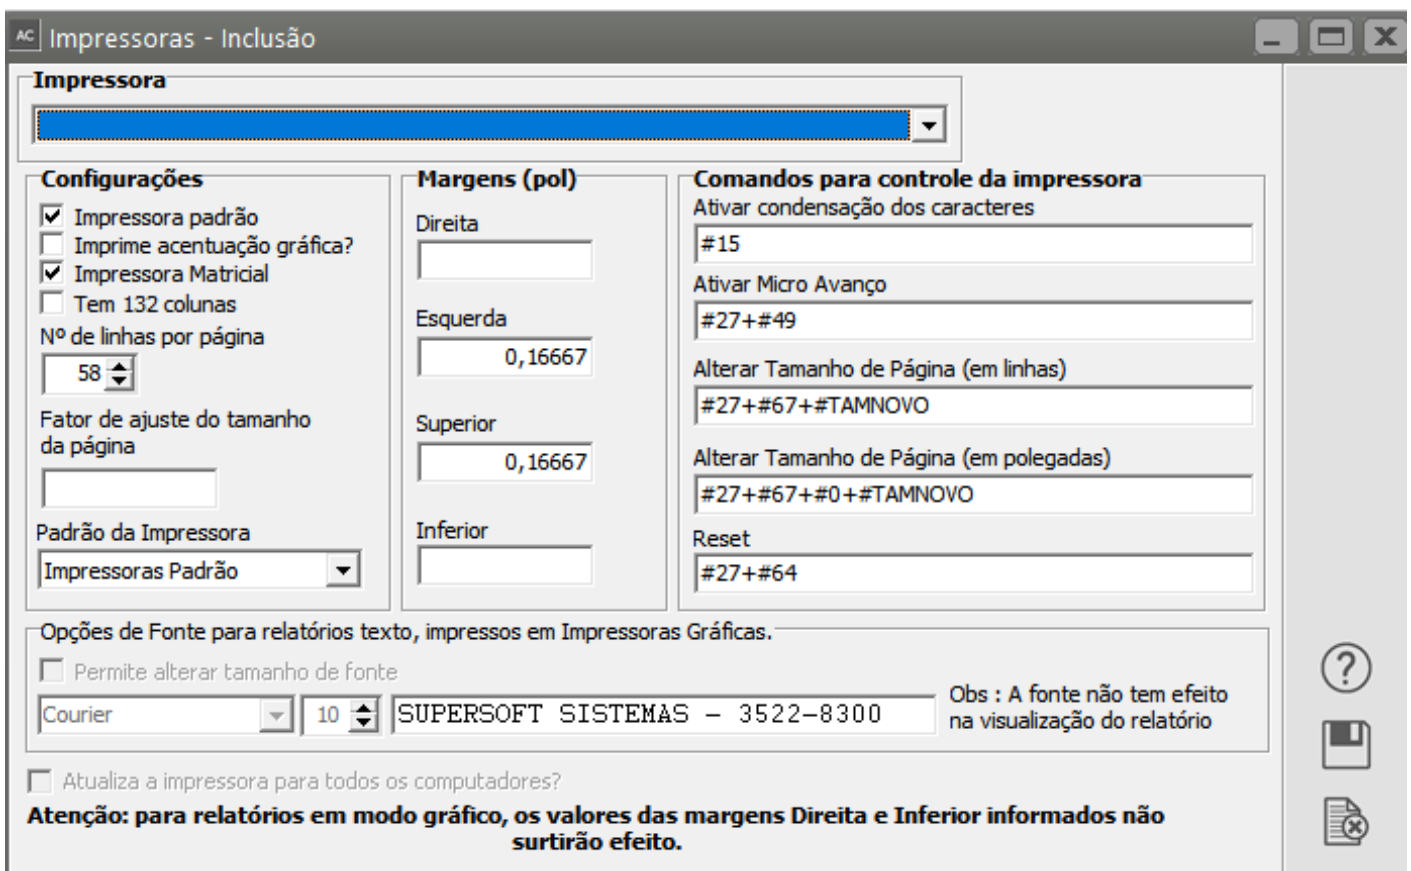 AC Impressoras - Inclusão
Impressora
Configurações
Impressora padrão
Imprime acentuação gráfica?
Impressora Matricial
Tem 132 colunas
Nº de linhas por página
58
Fator de ajuste do tamanho
da página
Padrão da Impressora
Impressoras Padrão
Margens (pol)
Direita
Esquerda
0,16667
Superior
0,16667
Inferior
Comandos para controle da impressora
Ativar condensação dos caracteres
#15
Ativar Micro Avanço
#27+#49
Alterar Tamanho de Página (em linhas)
#27+#67+#TAMNOVO
Alterar Tamanho de Página (em polegadas)
#27+#67+#0+#TAMNOVO
Reset
#27+#64
Opções de Fonte para relatórios texto, impressos em Impressoras Gráficas.
Permite alterar tamanho de fonte
Courier
10
SUPERSOFT SISTEMAS - 3522-8300
Obs : A fonte não tem efeito
na visualização do relatório
Atualiza a impressora para todos os computadores?
Atenção: para relatórios em modo gráfico, os valores das margens Direita e Inferior informados não
surtirão efeito.